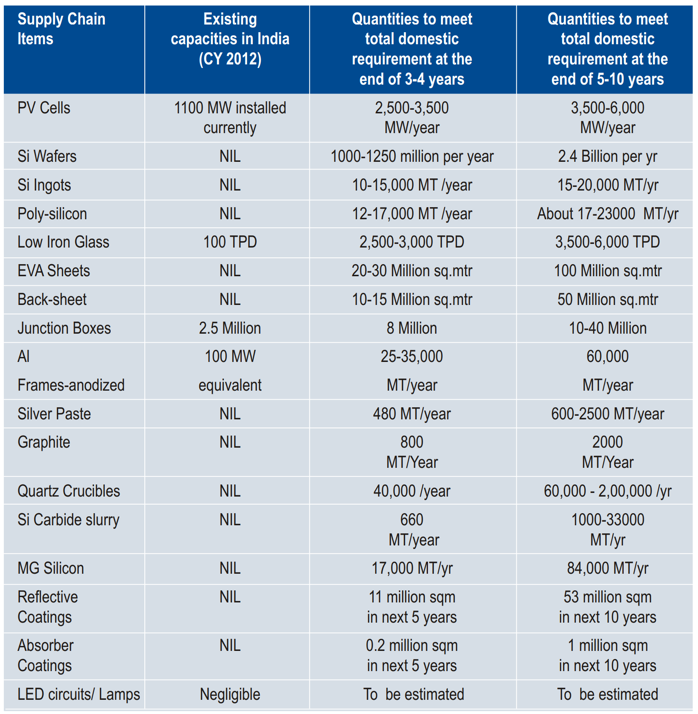 Supply Chain Items | Existing capacities in India (CY 2012) | Quantities to meet total domestic requirement at the end of 3-4 years | Quantities to meet total domestic requirement at the end of 5-10 years
PV Cells | 1100 MW installed currently | 2,500-3,500 MW/year | 3,500-6,000 MW/year
Si Wafers | NIL | 1000-1250 million per year | 2.4 Billion per yr
Si Ingots | NIL | 10-15,000 MT /year | 15-20,000 MT/yr
Poly-silicon | NIL | 12-17,000 MT /year | About 17-23000 MT/yr
Low Iron Glass | 100 TPD | 2,500-3,000 TPD | 3,500-6,000 TPD
EVA Sheets | NIL | 20-30 Million sq.mtr | 100 Million sq.mtr
Back-sheet | NIL | 10-15 Million sq.mtr | 50 Million sq.mtr
Junction Boxes | 2.5 Million | 8 Million | 10-40 Million
Al | 100 MW | 25-35,000 | 60,000
Frames-anodized | equivalent | MT/year | MT/year
Silver Paste | NIL | 480 MT/year | 600-2500 MT/year
Graphite | NIL | 800 MT/Year | 2000 MT/Year
Quartz Crucibles | NIL | 40,000 /year | 60,000 - 2,00,000 /yr
Si Carbide slurry | NIL | 660 MT/year | 1000-33000 MT/yr
MG Silicon | NIL | 17,000 MT/yr | 84,000 MT/yr
Reflective Coatings | NIL | 11 million sqm in next 5 years | 53 million sqm in next 10 years
Absorber Coatings | NIL | 0.2 million sqm in next 5 years | 1 million sqm in next 10 years
LED circuits/ Lamps | Negligible | To be estimated | To be estimated